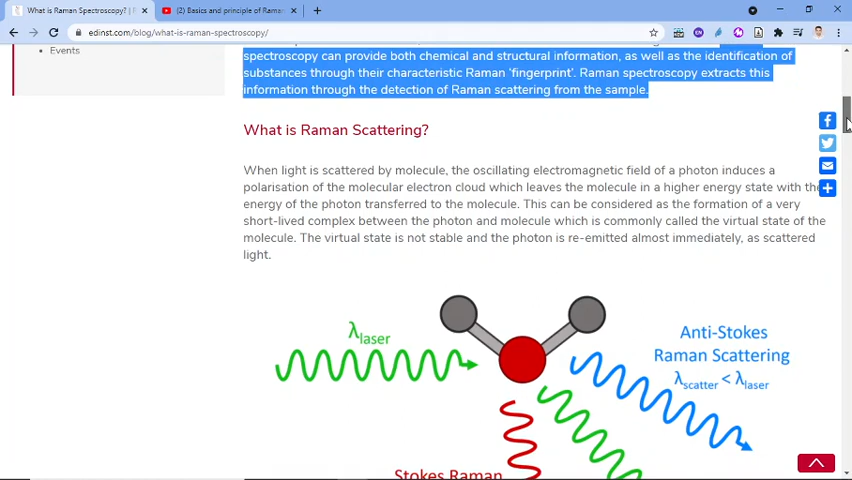 What is Raman Spectroscopy? |
(2) Basics and principle of Raman
edinst.com/blog/what-is-raman-spectroscopy/
Events
spectroscopy can provide both chemical and structural information, as well as the identification of
substances through their characteristic Raman ‘fingerprint’. Raman spectroscopy extracts this
information through the detection of Raman scattering from the sample.
What is Raman Scattering?
When light is scattered by molecule, the oscillating electromagnetic field of a photon induces a
polarisation of the molecular electron cloud which leaves the molecule in a higher energy state with the
energy of the photon transferred to the molecule. This can be considered as the formation of a very
short-lived complex between the photon and molecule which is commonly called the virtual state of the
molecule. The virtual state is not stable and the photon is re-emitted almost immediately, as scattered
light.
λlaser
Anti-Stokes
Raman Scattering
λscatter < λlaser
Stokes Raman